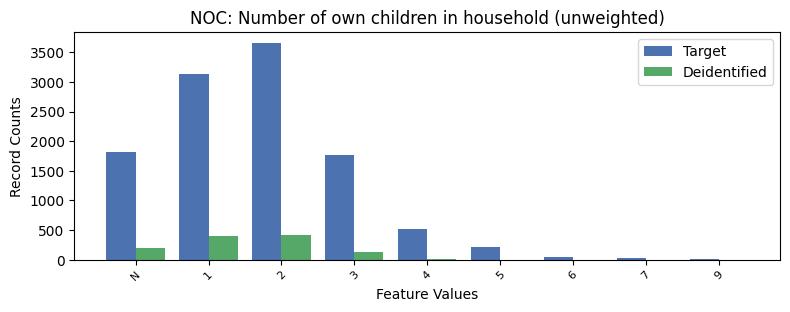 NOC: Number of own children in household (unweighted)
Record Counts
3500
3000
2500
2000
1500
1000
500
0
Target
Deidentified
N
1
2
3
4
5
6
7
9
Feature Values